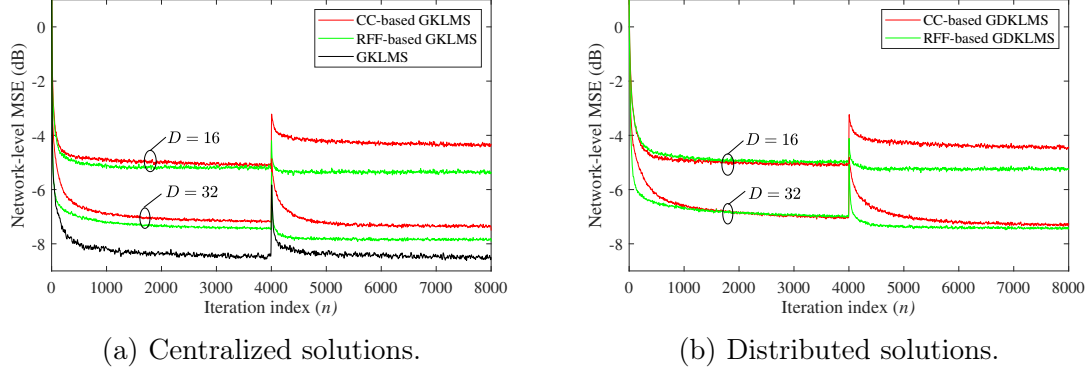 0
-2
-4
-6
-8
Network-level MSE (dB)
0 1000 2000 3000 4000 5000 6000 7000 8000
Iteration index (n)
CC-based GKLMS
RFF-based GKLMS
GKLMS
D = 16
D = 32
(a) Centralized solutions.
0
-2
-4
-6
-8
Network-level MSE (dB)
0 1000 2000 3000 4000 5000 6000 7000 8000
Iteration index (n)
CC-based GDKLMS
RFF-based GDKLMS
D = 16
D = 32
(b) Distributed solutions.